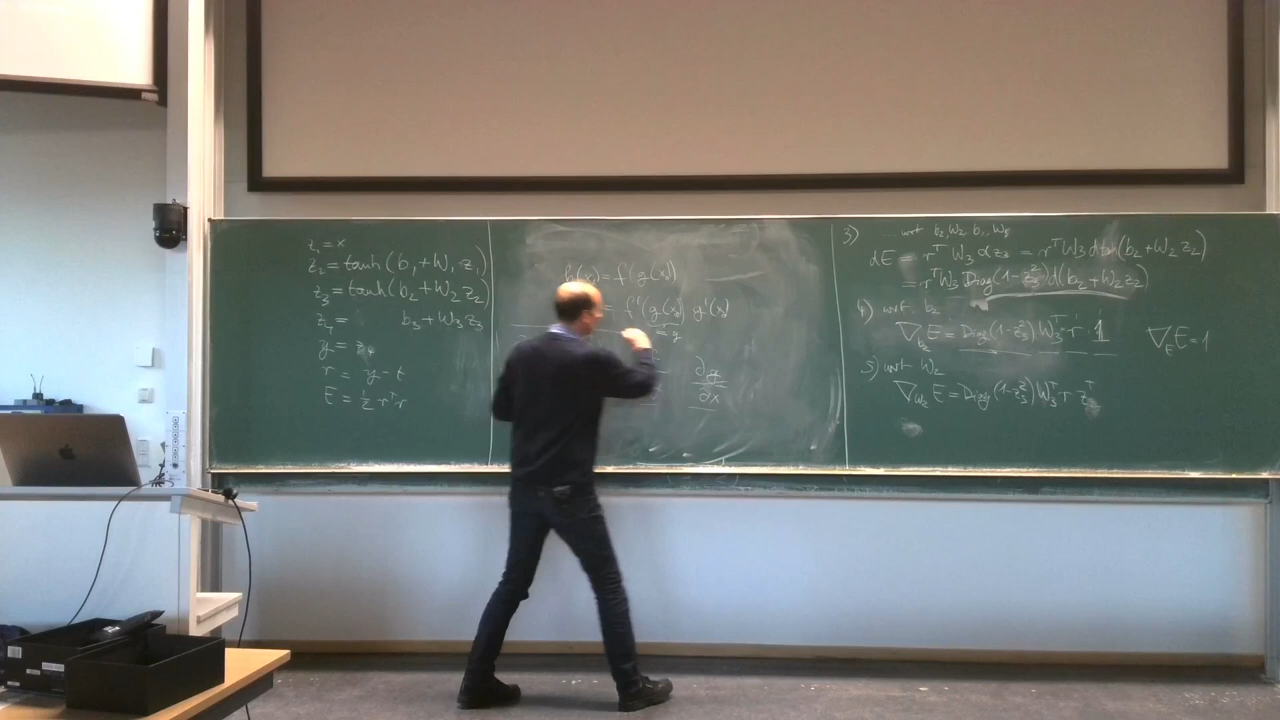 z₁ = x
z₂ = tanh(b₁ + W₁ z₁)
z₃ = tanh(b₂ + W₂ z₂)
z₄ = b₃ + W₃ z₃
y = z₄
r = y - t
E = ½ rᵀr
h(x) = f(g(x))
= f'(g(x)) g'(x)
∂g
∂x
3) ... wrt b₂, W₂, b₁, W₁
dE = rᵀ W₃ dz₃ = rᵀ W₃ d tanh(b₂ + W₂ z₂)
= rᵀ W₃ Diag(1-z₃²) d(b₂ + W₂ z₂)
4) wrt. b₂
∇b₂ E = Diag(1-z₃²) W₃ᵀ r 1
∇E E = 1
5) wrt W₂
∇W₂ E = Diag(1-z₃²) W₃ᵀ r z₂ᵀ